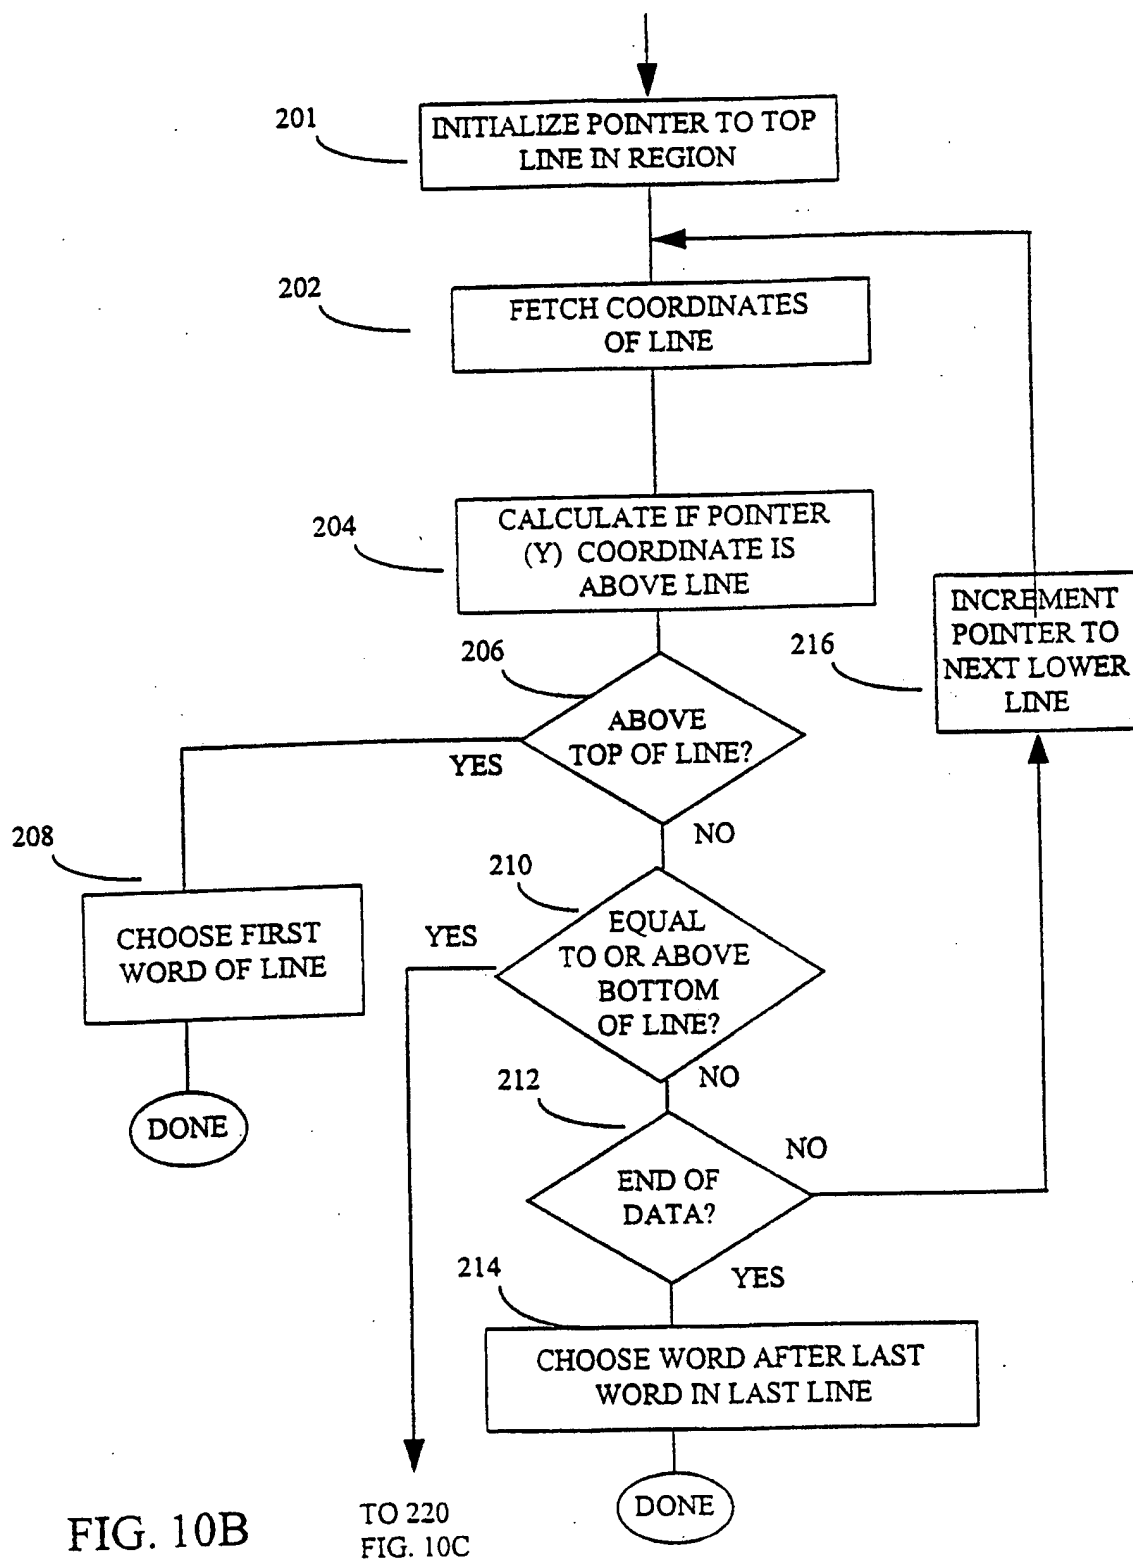 201
INITIALIZE POINTER TO TOP
LINE IN REGION
202
FETCH COORDINATES
OF LINE
204
CALCULATE IF POINTER
(Y) COORDINATE IS
ABOVE LINE
216
INCREMENT
POINTER TO
NEXT LOWER
LINE
206
ABOVE
TOP OF LINE?
YES
NO
208
CHOOSE FIRST
WORD OF LINE
DONE
210
EQUAL
TO OR ABOVE
BOTTOM
OF LINE?
YES
NO
212
END OF
DATA?
NO
YES
214
CHOOSE WORD AFTER LAST
WORD IN LAST LINE
DONE
TO 220
FIG. 10C
FIG. 10B